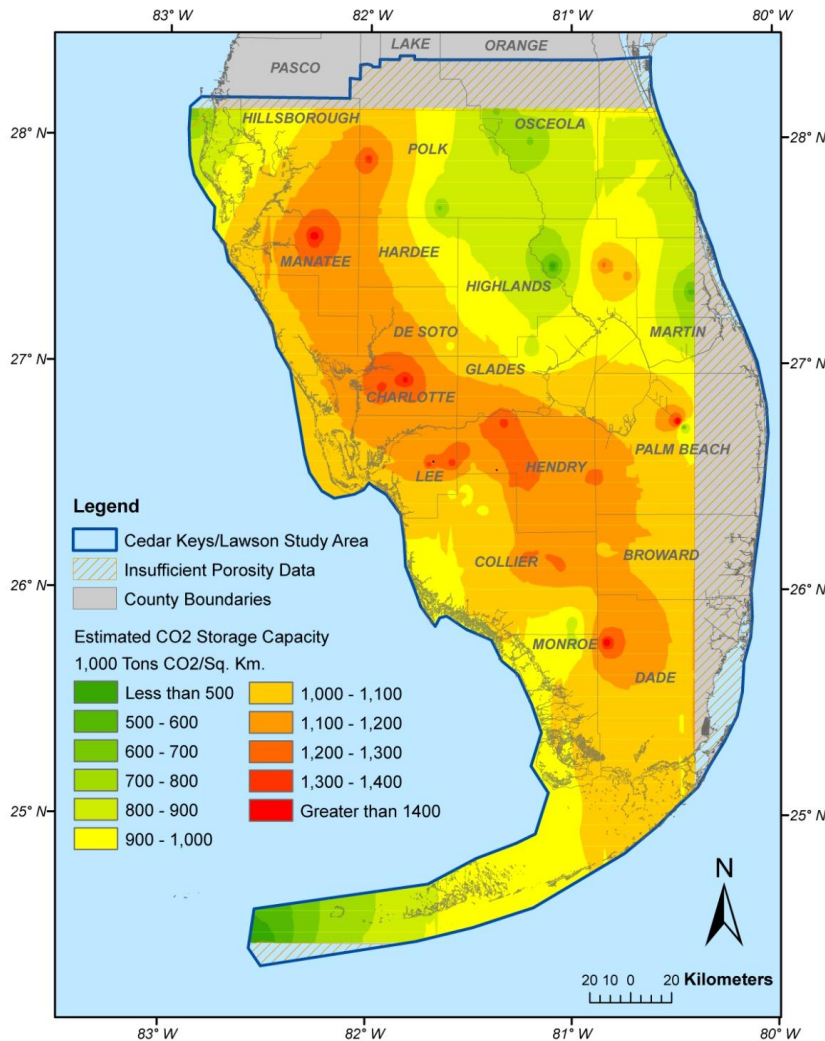 83° W
82° W
81° W
80° W
LAKE
ORANGE
PASCO
28° N
28° N
HILLSBOROUGH
OSCEOLA
POLK
MANATEE
HARDEE
HIGHLANDS
DE SOTO
MARTIN
27° N
27° N
GLADES
CHARLOTTE
PALM BEACH
LEE
HENDRY
Legend
Cedar Keys/Lawson Study Area
Insufficient Porosity Data
County Boundaries
COLLIER
BROWARD
26° N
26° N
Estimated CO2 Storage Capacity
1,000 Tons CO2/Sq. Km.
MONROE
DADE
Less than 500
500 - 600
600 - 700
700 - 800
800 - 900
900 - 1,000
1,000 - 1,100
1,100 - 1,200
1,200 - 1,300
1,300 - 1,400
Greater than 1400
25° N
25° N
N
20 10 0 20 Kilometers
83° W
82° W
81° W
80° W